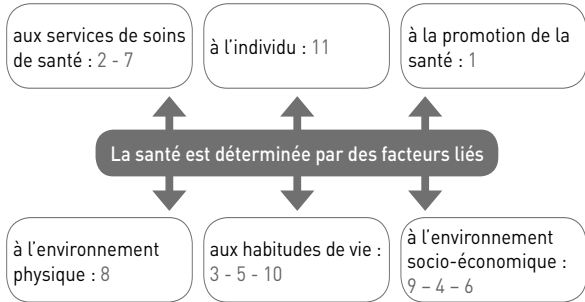 aux services de soins
de santé : 2 - 7
à l'individu : 11
à la promotion de la
santé : 1
La santé est déterminée par des facteurs liés
à l'environnement
physique : 8
aux habitudes de vie :
3 - 5 - 10
à l'environnement
socio-économique :
9 – 4 – 6